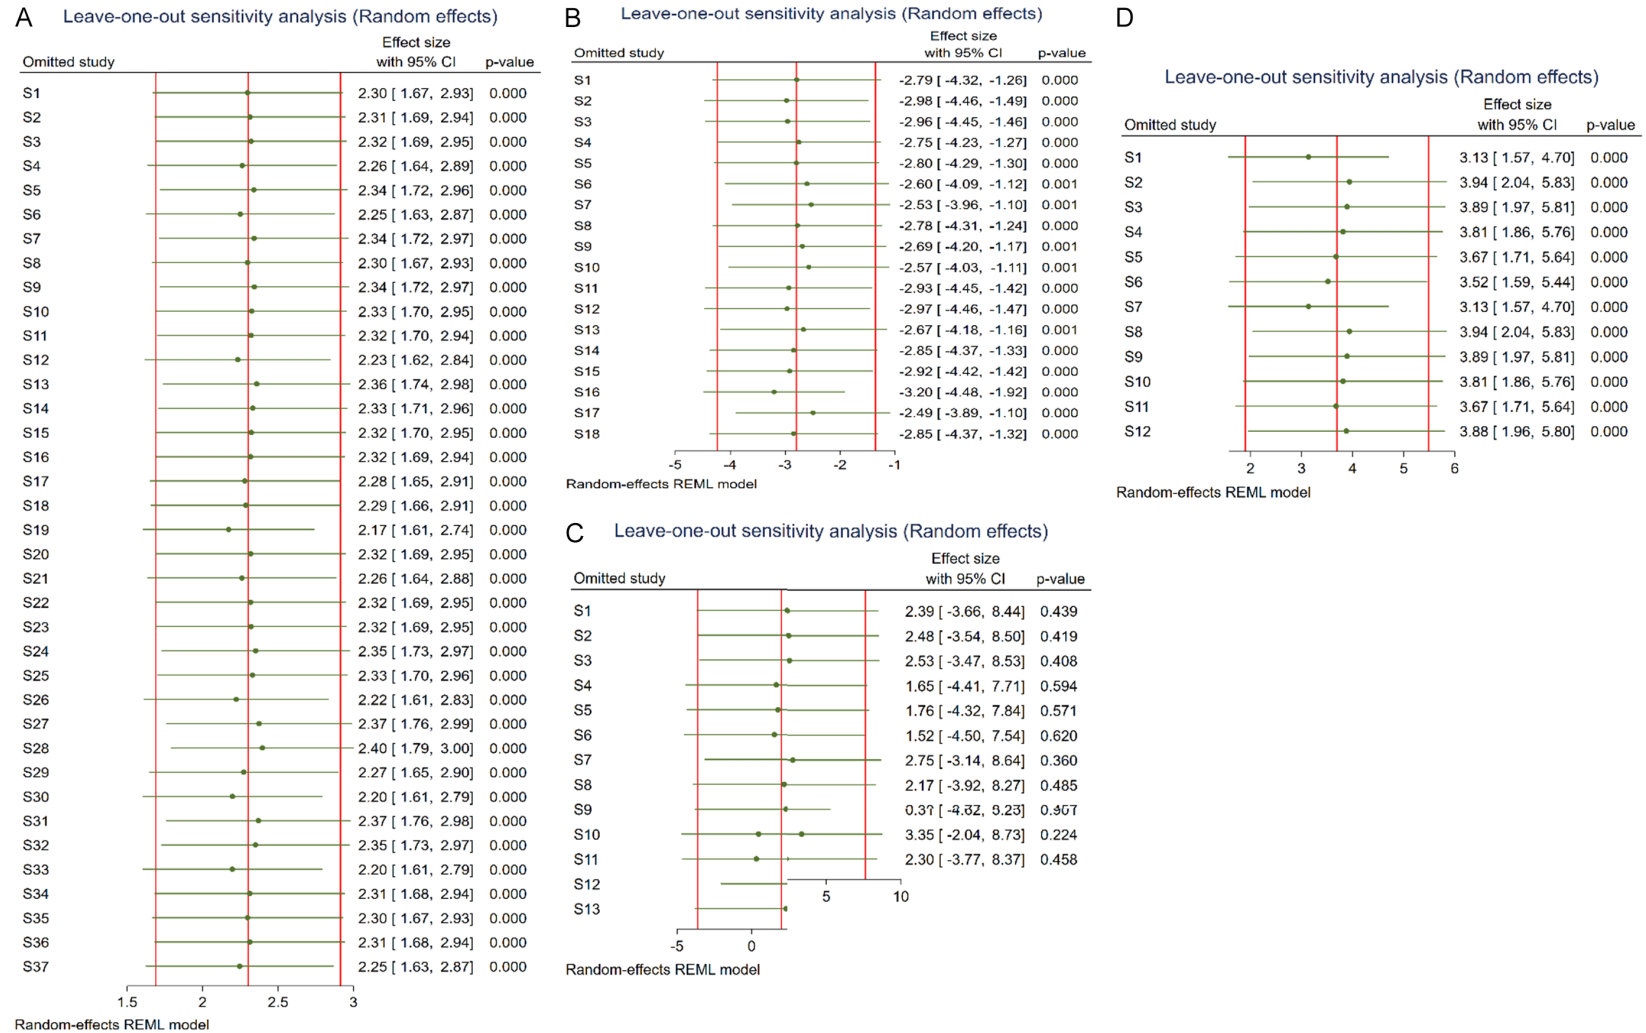 A
Leave-one-out sensitivity analysis (Random effects)
Effect size
Omitted study with 95% CI p-value
S1 2.30 [ 1.67, 2.93] 0.000
S2 2.31 [ 1.69, 2.94] 0.000
S3 2.32 [ 1.69, 2.95] 0.000
S4 2.26 [ 1.64, 2.89] 0.000
S5 2.34 [ 1.72, 2.96] 0.000
S6 2.25 [ 1.63, 2.87] 0.000
S7 2.34 [ 1.72, 2.97] 0.000
S8 2.30 [ 1.67, 2.93] 0.000
S9 2.34 [ 1.72, 2.97] 0.000
S10 2.33 [ 1.70, 2.95] 0.000
S11 2.32 [ 1.70, 2.94] 0.000
S12 2.23 [ 1.62, 2.84] 0.000
S13 2.36 [ 1.74, 2.98] 0.000
S14 2.33 [ 1.71, 2.96] 0.000
S15 2.32 [ 1.70, 2.95] 0.000
S16 2.32 [ 1.69, 2.94] 0.000
S17 2.28 [ 1.65, 2.91] 0.000
S18 2.29 [ 1.66, 2.91] 0.000
S19 2.17 [ 1.61, 2.74] 0.000
S20 2.32 [ 1.69, 2.95] 0.000
S21 2.26 [ 1.64, 2.88] 0.000
S22 2.32 [ 1.69, 2.95] 0.000
S23 2.32 [ 1.69, 2.95] 0.000
S24 2.35 [ 1.73, 2.97] 0.000
S25 2.33 [ 1.70, 2.96] 0.000
S26 2.22 [ 1.61, 2.83] 0.000
S27 2.37 [ 1.76, 2.99] 0.000
S28 2.40 [ 1.79, 3.00] 0.000
S29 2.27 [ 1.65, 2.90] 0.000
S30 2.20 [ 1.61, 2.79] 0.000
S31 2.37 [ 1.76, 2.98] 0.000
S32 2.35 [ 1.73, 2.97] 0.000
S33 2.20 [ 1.61, 2.79] 0.000
S34 2.31 [ 1.68, 2.94] 0.000
S35 2.30 [ 1.67, 2.93] 0.000
S36 2.31 [ 1.68, 2.94] 0.000
S37 2.25 [ 1.63, 2.87] 0.000
1.5 2 2.5 3
Random-effects REML model
B
Leave-one-out sensitivity analysis (Random effects)
Effect size
Omitted study with 95% CI p-value
S1 -2.79 [ -4.32, -1.26] 0.000
S2 -2.98 [ -4.46, -1.49] 0.000
S3 -2.96 [ -4.45, -1.46] 0.000
S4 -2.75 [ -4.23, -1.27] 0.000
S5 -2.80 [ -4.29, -1.30] 0.000
S6 -2.60 [ -4.09, -1.12] 0.001
S7 -2.53 [ -3.96, -1.10] 0.001
S8 -2.78 [ -4.31, -1.24] 0.000
S9 -2.69 [ -4.20, -1.17] 0.001
S10 -2.57 [ -4.03, -1.11] 0.001
S11 -2.93 [ -4.45, -1.42] 0.000
S12 -2.97 [ -4.46, -1.47] 0.000
S13 -2.67 [ -4.18, -1.16] 0.001
S14 -2.85 [ -4.37, -1.33] 0.000
S15 -2.92 [ -4.42, -1.42] 0.000
S16 -3.20 [ -4.48, -1.92] 0.000
S17 -2.49 [ -3.89, -1.10] 0.000
S18 -2.85 [ -4.37, -1.32] 0.000
-5 -4 -3 -2 -1
Random-effects REML model
C
Leave-one-out sensitivity analysis (Random effects)
Effect size
Omitted study with 95% CI p-value
S1 2.39 [ -3.66, 8.44] 0.439
S2 2.48 [ -3.54, 8.50] 0.419
S3 2.53 [ -3.47, 8.53] 0.408
S4 1.65 [ -4.41, 7.71] 0.594
S5 1.76 [ -4.32, 7.84] 0.571
S6 1.52 [ -4.50, 7.54] 0.620
S7 2.75 [ -3.14, 8.64] 0.360
S8 2.17 [ -3.92, 8.27] 0.485
S9
S10 3.35 [ -2.04, 8.73] 0.224
S11 2.30 [ -3.77, 8.37] 0.458
S12
5 10
S13
-5 0
Random-effects REML model
D
Leave-one-out sensitivity analysis (Random effects)
Effect size
Omitted study with 95% CI p-value
S1 3.13 [ 1.57, 4.70] 0.000
S2 3.94 [ 2.04, 5.83] 0.000
S3 3.89 [ 1.97, 5.81] 0.000
S4 3.81 [ 1.86, 5.76] 0.000
S5 3.67 [ 1.71, 5.64] 0.000
S6 3.52 [ 1.59, 5.44] 0.000
S7 3.13 [ 1.57, 4.70] 0.000
S8 3.94 [ 2.04, 5.83] 0.000
S9 3.89 [ 1.97, 5.81] 0.000
S10 3.81 [ 1.86, 5.76] 0.000
S11 3.67 [ 1.71, 5.64] 0.000
S12 3.88 [ 1.96, 5.80] 0.000
2 3 4 5 6
Random-effects REML model